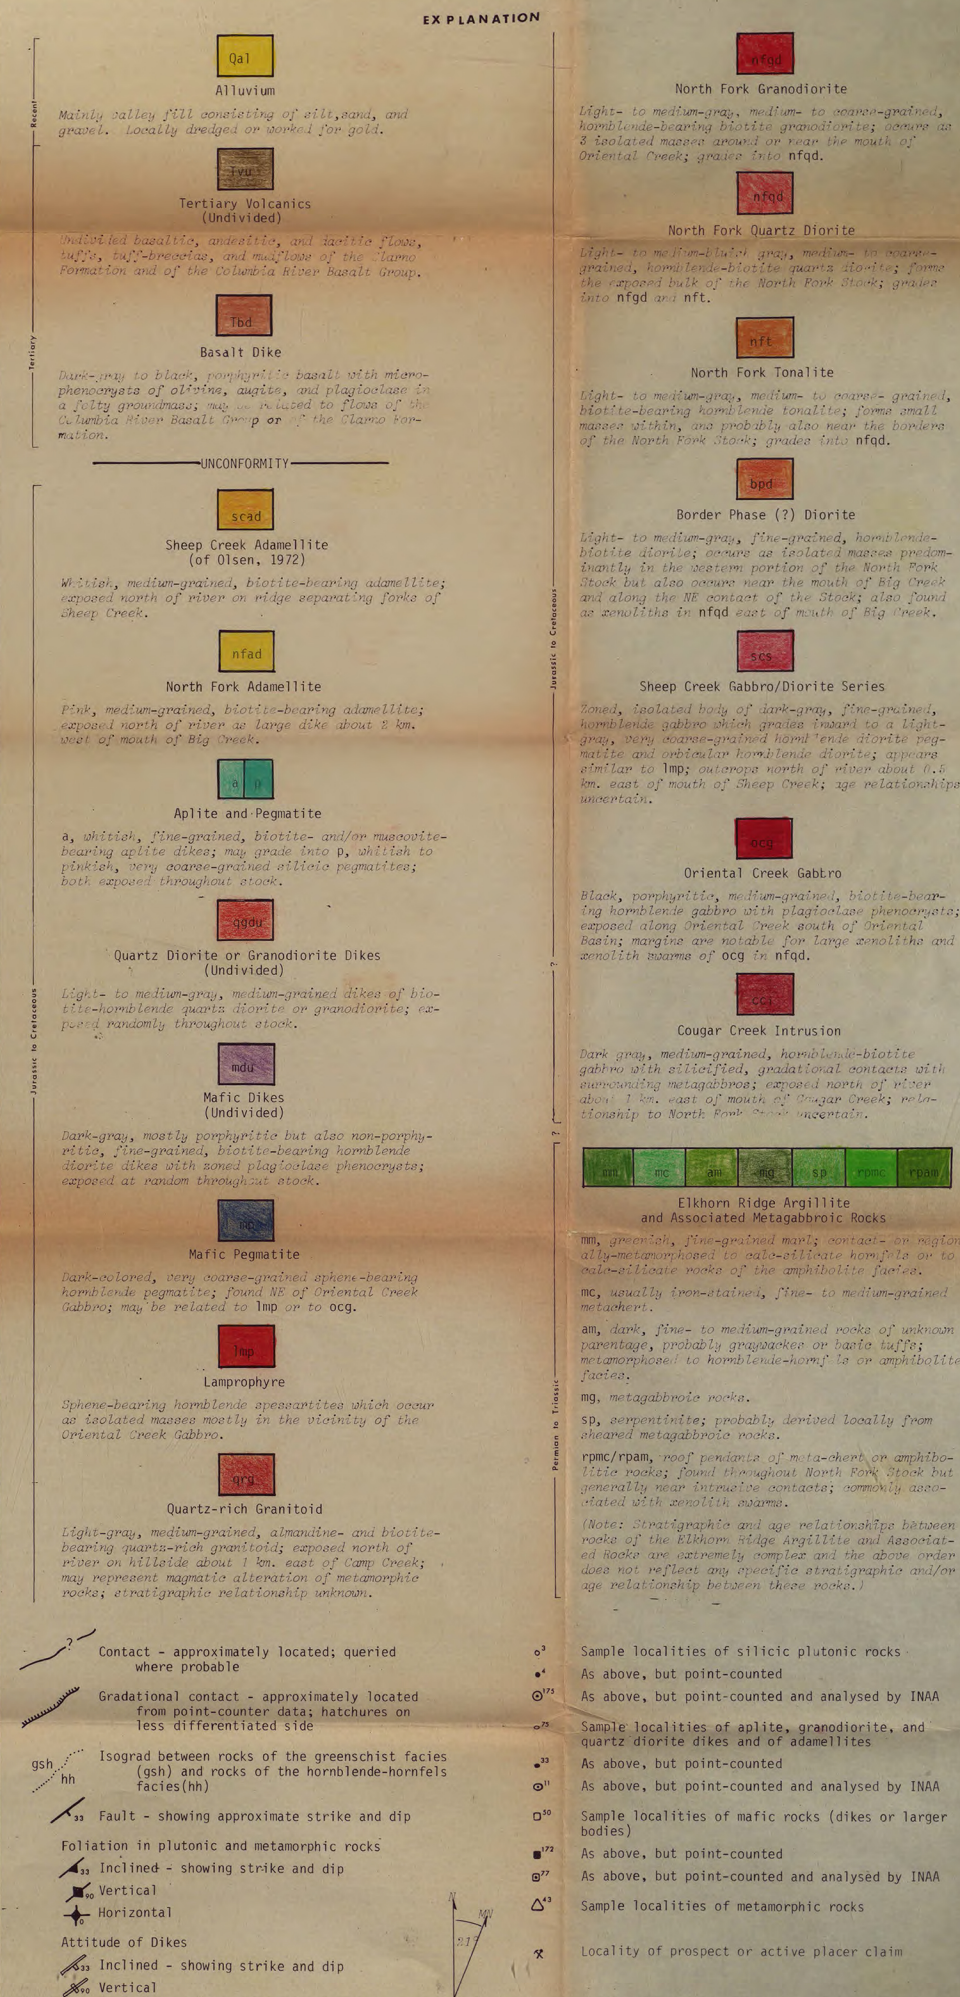 EXPLANATION
Recent
Qal
Alluvium
Mainly valley fill consisting of silt, sand, and
gravel. Locally dredged or worked for gold.
Tertiary
Tvu
Tertiary Volcanics
(Undivided)
Undivided basaltic, andesitic, and dacitic flows,
tuffs, tuff-breccias, and mudflows of the Clarno
Formation and of the Columbia River Basalt Group.
Tbd
Basalt Dike
Dark-gray to black, porphyritic basalt with micro-
phenocrysts of olivine, augite, and plagioclase in
a felty groundmass; may be related to flows of the
Columbia River Basalt Group or of the Clarno For-
mation.
UNCONFORMITY
Jurassic to Cretaceous
scad
Sheep Creek Adamellite
(of Olsen, 1972)
Whitish, medium-grained, biotite-bearing adamellite;
exposed north of river on ridge separating forks of
Sheep Creek.
nfad
North Fork Adamellite
Pink, medium-grained, biotite-bearing adamellite;
exposed north of river as large dike about 2 km.
west of mouth of Big Creek.
a p
Aplite and Pegmatite
a, whitish, fine-grained, biotite- and/or muscovite-
bearing aplite dikes; may grade into p, whitish to
pinkish, very coarse-grained silicic pegmatites;
both exposed throughout stock.
qgdu
Quartz Diorite or Granodiorite Dikes
(Undivided)
Light- to medium-gray, medium-grained dikes of bio-
tite-hornblende quartz diorite or granodiorite; ex-
posed randomly throughout stock.
mdu
Mafic Dikes
(Undivided)
Dark-gray, mostly porphyritic but also non-porphy-
ritic, fine-grained, biotite-bearing hornblende
diorite dikes with zoned plagioclase phenocrysts;
exposed at random throughout stock.
mp
Mafic Pegmatite
Dark-colored, very coarse-grained sphene-bearing
hornblende pegmatite; found NE of Oriental Creek
Gabbro; may be related to lmp or to ocg.
lmp
Lamprophyre
Sphene-bearing hornblende spessartites which occur
as isolated masses mostly in the vicinity of the
Oriental Creek Gabbro.
qrg
Quartz-rich Granitoid
Light-gray, medium-grained, almandine- and biotite-
bearing quartz-rich granitoid; exposed north of
river on hillside about 1 km. east of Camp Creek;
may represent magmatic alteration of metamorphic
rocks; stratigraphic relationship unknown.
Jurassic to Cretaceous
nfgd
North Fork Granodiorite
Light- to medium-gray, medium- to coarse-grained,
hornblende-bearing biotite granodiorite; occurs as
3 isolated masses around or near the mouth of
Oriental Creek; grades into nfqd.
nfqd
North Fork Quartz Diorite
Light- to medium-bluish gray, medium- to coarse-
grained, hornblende-biotite quartz diorite; forms
the exposed bulk of the North Fork Stock; grades
into nfgd and nft.
nft
North Fork Tonalite
Light- to medium-gray, medium- to coarse- grained,
biotite-bearing hornblende tonalite; forms small
masses within, and probably also near the borders
of the North Fork Stock; grades into nfqd.
bpd
Border Phase (?) Diorite
Light- to medium-gray, fine-grained, hornblende-
biotite diorite; occurs as isolated masses predom-
inantly in the western portion of the North Fork
Stock but also occurs near the mouth of Big Creek
and along the NE contact of the Stock; also found
as xenoliths in nfqd east of mouth of Big Creek.
scs
Sheep Creek Gabbro/Diorite Series
Zoned, isolated body of dark-gray, fine-grained,
hornblende gabbro which grades inward to a light-
gray, very coarse-grained hornblende diorite peg-
matite and orbicular hornblende diorite; appears
similar to lmp; outcrops north of river about 0.5
km. east of mouth of Sheep Creek; age relationships
uncertain.
ocg
Oriental Creek Gabbro
Black, porphyritic, medium-grained, biotite-bear-
ing hornblende gabbro with plagioclase phenocrysts;
exposed along Oriental Creek south of Oriental
Basin; margins are notable for large xenoliths and
xenolith swarms of ocg in nfqd.
?
cci
Cougar Creek Intrusion
Dark gray, medium-grained, hornblende-biotite
gabbro with silicified, gradational contacts with
surrounding metagabbros; exposed north of river
about 1 km. east of mouth of Cougar Creek; rela-
tionship to North Fork Stock uncertain.
?
Permian to Triassic
mm mc am mg sp rpmc rpam
Elkhorn Ridge Argillite
and Associated Metagabbroic Rocks
mm, greenish, fine-grained marl; contact- or region
ally-metamorphosed to calc-silicate hornfels or to
calc-silicate rocks of the amphibolite facies.
mc, usually iron-stained, fine- to medium-grained
metachert.
am, dark, fine- to medium-grained rocks of unknown
parentage, probably graywackes or basic tuffs;
metamorphosed to hornblende-hornf ls or amphibolite
facies.
mg, metagabbroic rocks.
sp, serpentinite; probably derived locally from
sheared metagabbroic rocks.
rpmc/rpam, roof pendants of meta-chert or amphibo-
litic rocks; found throughout North Fork Stock but
generally near intrusive contacts; commonly asso-
ciated with xenolith swarms.
(Note: Stratigraphic and age relationships between
rocks of the Elkhorn Ridge Argillite and Associat-
ed Rocks are extremely complex and the above order
does not reflect any specific stratigraphic and/or
age relationship between these rocks.)
?
Contact - approximately located; queried
where probable
Gradational contact - approximately located
from point-counter data; hatchures on
less differentiated side
gsh
hh
Isograd between rocks of the greenschist facies
(gsh) and rocks of the hornblende-hornfels
facies(hh)
33 Fault - showing approximate strike and dip
Foliation in plutonic and metamorphic rocks
33 Inclined - showing strike and dip
90 Vertical
0 Horizontal
Attitude of Dikes
33 Inclined - showing strike and dip
90 Vertical
N
MN
21°
3 Sample localities of silicic plutonic rocks
4 As above, but point-counted
175 As above, but point-counted and analysed by INAA
75 Sample localities of aplite, granodiorite, and
quartz diorite dikes and of adamellites
33 As above, but point-counted
11 As above, but point-counted and analysed by INAA
50 Sample localities of mafic rocks (dikes or larger
bodies)
172 As above, but point-counted
77 As above, but point-counted and analysed by INAA
43 Sample localities of metamorphic rocks
Locality of prospect or active placer claim